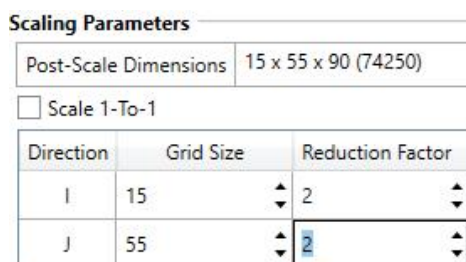 Scaling Parameters
Post-Scale Dimensions 15 x 55 x 90 (74250)
Scale 1-To-1
Direction Grid Size Reduction Factor
I 15 2
J 55 2